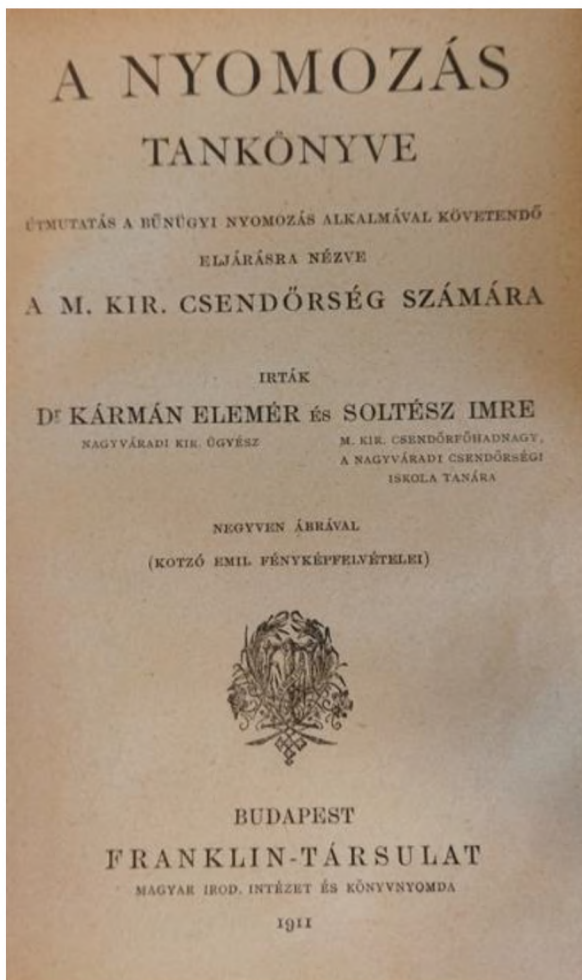 A NYOMOZÁS
TANKÖNYVE
ÚTMUTATÁS A BŰNÜGYI NYOMOZÁS ALKALMÁVAL KÖVETENDŐ
ELJÁRÁSRA NÉZVE
A M. KIR. CSENDŐRSÉG SZÁMÁRA
IRTÁK
Dr KÁRMÁN ELEMÉR ÉS SOLTÉSZ IMRE
NAGYVÁRADI KIR. ÜGYÉSZ
M. KIR. CSENDŐRFŐHADNAGY,
A NAGYVÁRADI CSENDŐRSÉGI
ISKOLA TANÁRA
NEGYVEN ÁBRÁVAL
(KOTZÓ EMIL FÉNYKÉPFELVÉTELEI)
BUDAPEST
FRANKLIN-TÁRSULAT
MAGYAR IROD. INTÉZET ÉS KÖNYVNYOMDA
1911